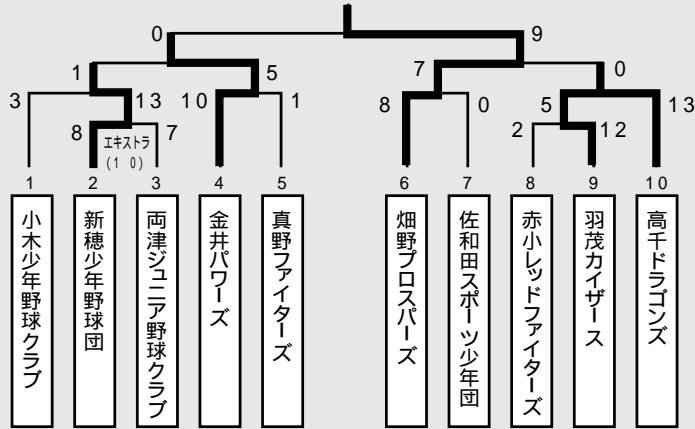 0 9
1 5 7 0
3 13 10 1 8 0 5 13
8 エキストラ 7 2 12
(10)
1 2 3 4 5 6 7 8 9 10
小木少年野球クラブ
新穂少年野球団
両津ジュニア野球クラブ
金井パワーズ
真野ファイターズ
畑野プロスパーズ
佐和田スポーツ少年団
赤小レッドファイターズ
羽茂カイザース
高千ドラゴンズ